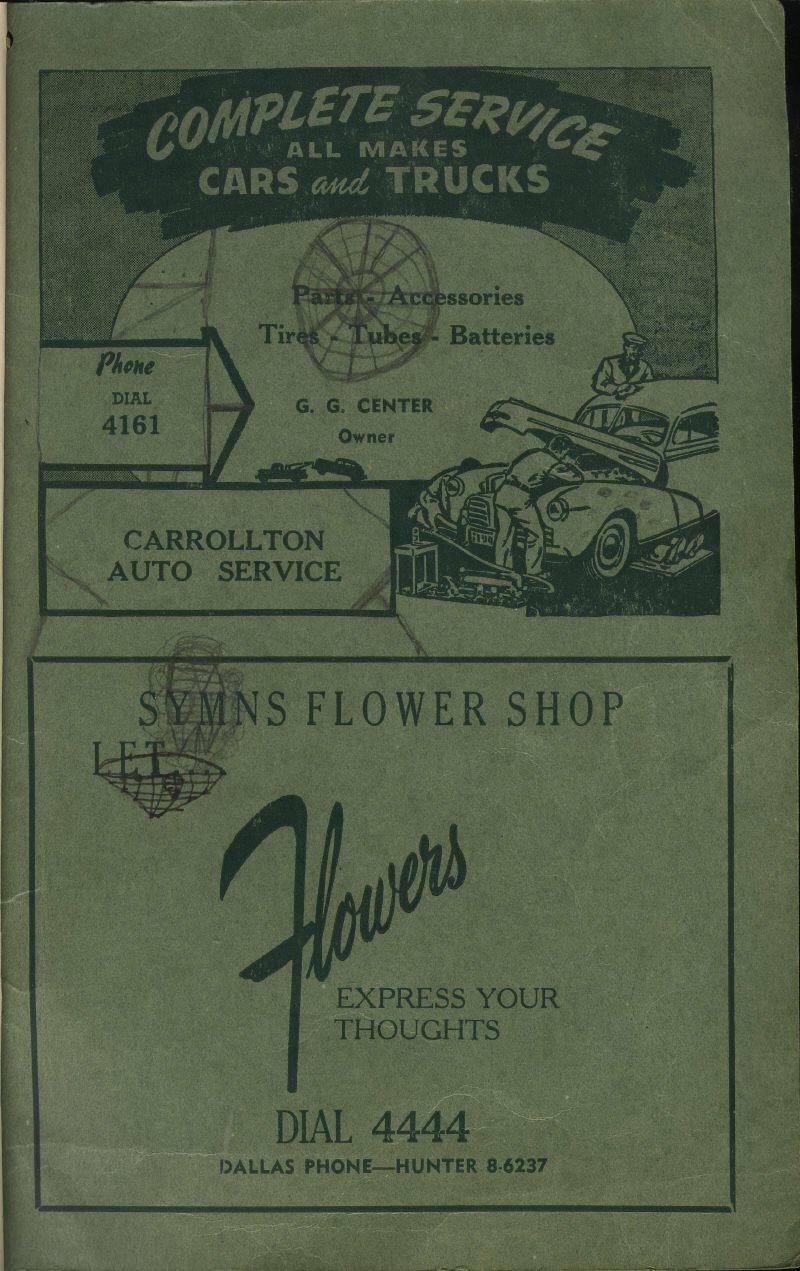 COMPLETE SERVICE
ALL MAKES
CARS and TRUCKS
Parts - Accessories
Tires - Tubes - Batteries
Phone
DIAL
4161
G. G. CENTER
Owner
CARROLLTON
AUTO SERVICE
SYMNS FLOWER SHOP
LET...
Flowers
EXPRESS YOUR
THOUGHTS
DIAL 4444
DALLAS PHONE—HUNTER 8-6237